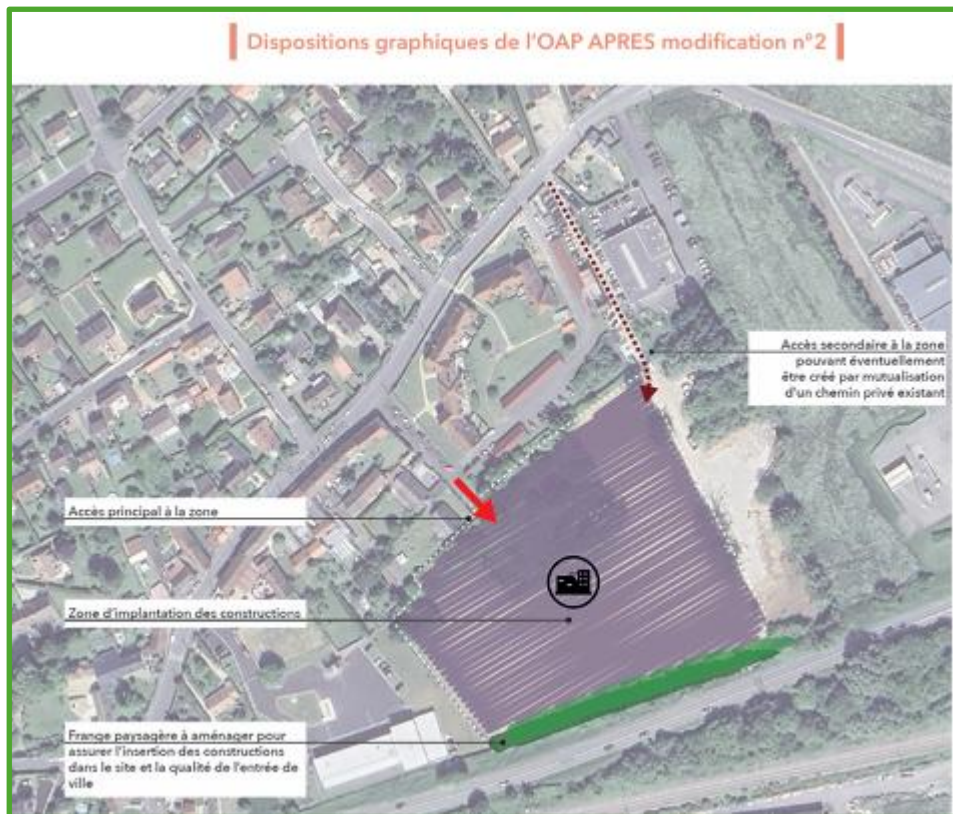 Dispositions graphiques de l'OAP APRES modification n°2
Accès secondaire à la zone
pouvant éventuellement
être créé par mutualisation
d'un chemin privé existant
Accès principal à la zone
Zone d'implantation des constructions
Frange paysagère à aménager pour
assurer l'insertion des constructions
dans le site et la qualité de l'entrée de
ville